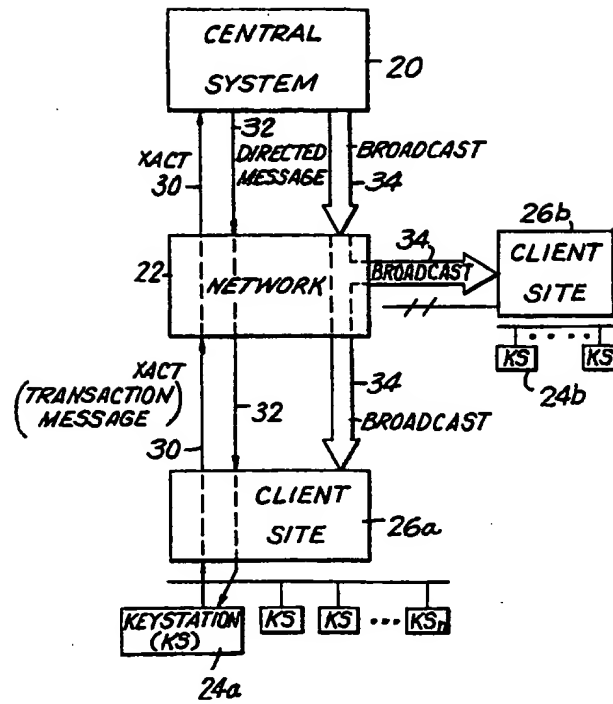 CENTRAL
SYSTEM
20
XACT
30
32
DIRECTED
MESSAGE
BROADCAST
34
22
NETWORK
34
BROADCAST
26b
CLIENT
SITE
KS
KS
24b
XACT
(TRANSACTION
MESSAGE)
30
32
34
BROADCAST
CLIENT
SITE
26a
KEYSTATION
(KS)
KS
KS
KSn
24a